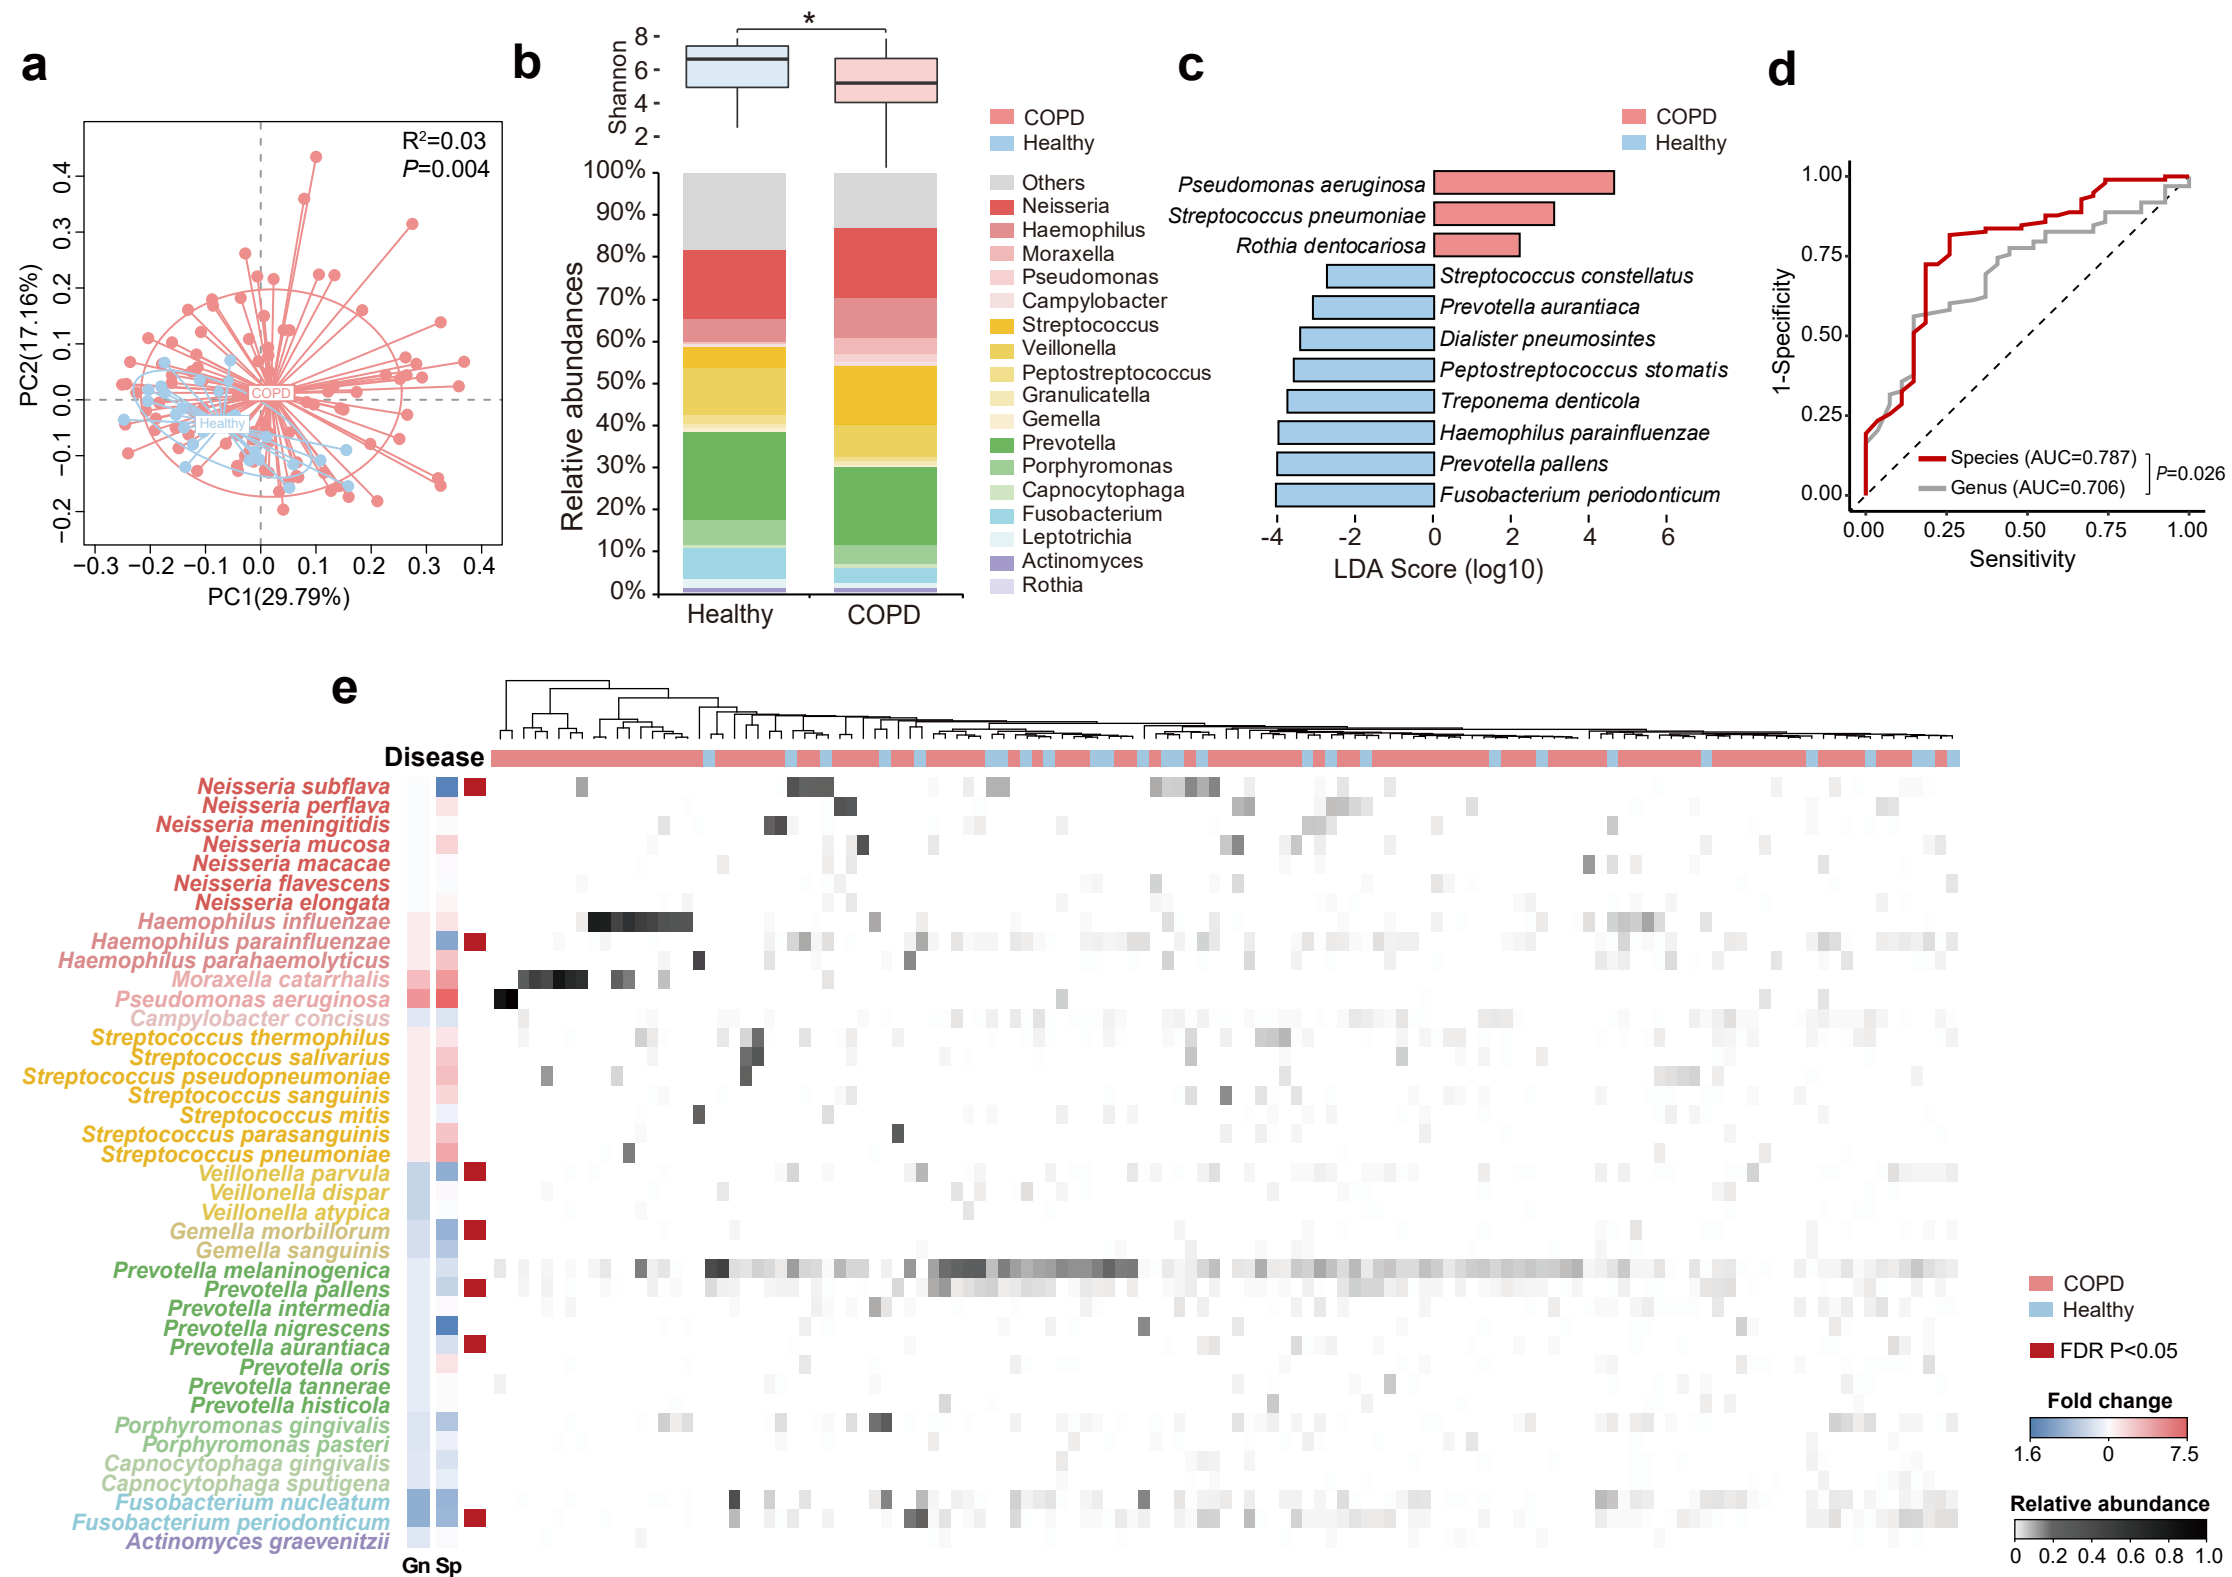 a
R²=0.03
P=0.004
COPD
Healthy
PC2(17.16%)
0.4
0.3
0.2
0.1
0.0
−0.1
−0.2
−0.3 −0.2 −0.1 0.0 0.1 0.2 0.3 0.4
PC1(29.79%)
b
*
Shannon
8
6
4
2
COPD
Healthy
Relative abundances
100%
90%
80%
70%
60%
50%
40%
30%
20%
10%
0%
Healthy COPD
Others
Neisseria
Haemophilus
Moraxella
Pseudomonas
Campylobacter
Streptococcus
Veillonella
Peptostreptococcus
Granulicatella
Gemella
Prevotella
Porphyromonas
Capnocytophaga
Fusobacterium
Leptotrichia
Actinomyces
Rothia
c
COPD
Healthy
Pseudomonas aeruginosa
Streptococcus pneumoniae
Rothia dentocariosa
Streptococcus constellatus
Prevotella aurantiaca
Dialister pneumosintes
Peptostreptococcus stomatis
Treponema denticola
Haemophilus parainfluenzae
Prevotella pallens
Fusobacterium periodonticum
-4 -2 0 2 4 6
LDA Score (log10)
d
1-Specificity
1.00
0.75
0.50
0.25
0.00
Species (AUC=0.787)
Genus (AUC=0.706)
P=0.026
0.00 0.25 0.50 0.75 1.00
Sensitivity
e
Disease
Neisseria subflava
Neisseria perflava
Neisseria meningitidis
Neisseria mucosa
Neisseria macacae
Neisseria flavescens
Neisseria elongata
Haemophilus influenzae
Haemophilus parainfluenzae
Haemophilus parahaemolyticus
Moraxella catarrhalis
Pseudomonas aeruginosa
Campylobacter concisus
Streptococcus thermophilus
Streptococcus salivarius
Streptococcus pseudopneumoniae
Streptococcus sanguinis
Streptococcus mitis
Streptococcus parasanguinis
Streptococcus pneumoniae
Veillonella parvula
Veillonella dispar
Veillonella atypica
Gemella morbillorum
Gemella sanguinis
Prevotella melaninogenica
Prevotella pallens
Prevotella intermedia
Prevotella nigrescens
Prevotella aurantiaca
Prevotella oris
Prevotella tannerae
Prevotella histicola
Porphyromonas gingivalis
Porphyromonas pasteri
Capnocytophaga gingivalis
Capnocytophaga sputigena
Fusobacterium nucleatum
Fusobacterium periodonticum
Actinomyces graevenitzii
Gn Sp
COPD
Healthy
FDR P<0.05
Fold change
1.6 0 7.5
Relative abundance
0 0.2 0.4 0.6 0.8 1.0